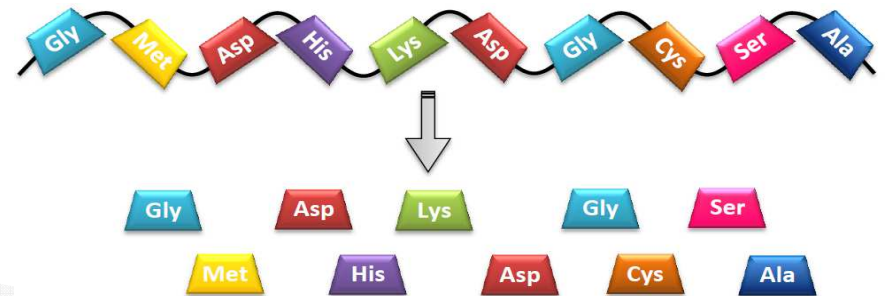 Gly Met Asp His Lys Asp Gly Cys Ser Ala
Gly Asp Lys Gly Ser
Met His Asp Cys Ala